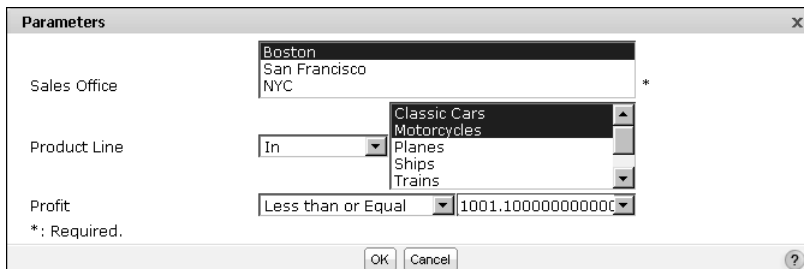 Parameters x
Boston
San Francisco
NYC
Sales Office *
Classic Cars
Motorcycles
Product Line In Planes
Ships
Trains
Profit Less than or Equal 1001.100000000000
*: Required.
OK Cancel ?